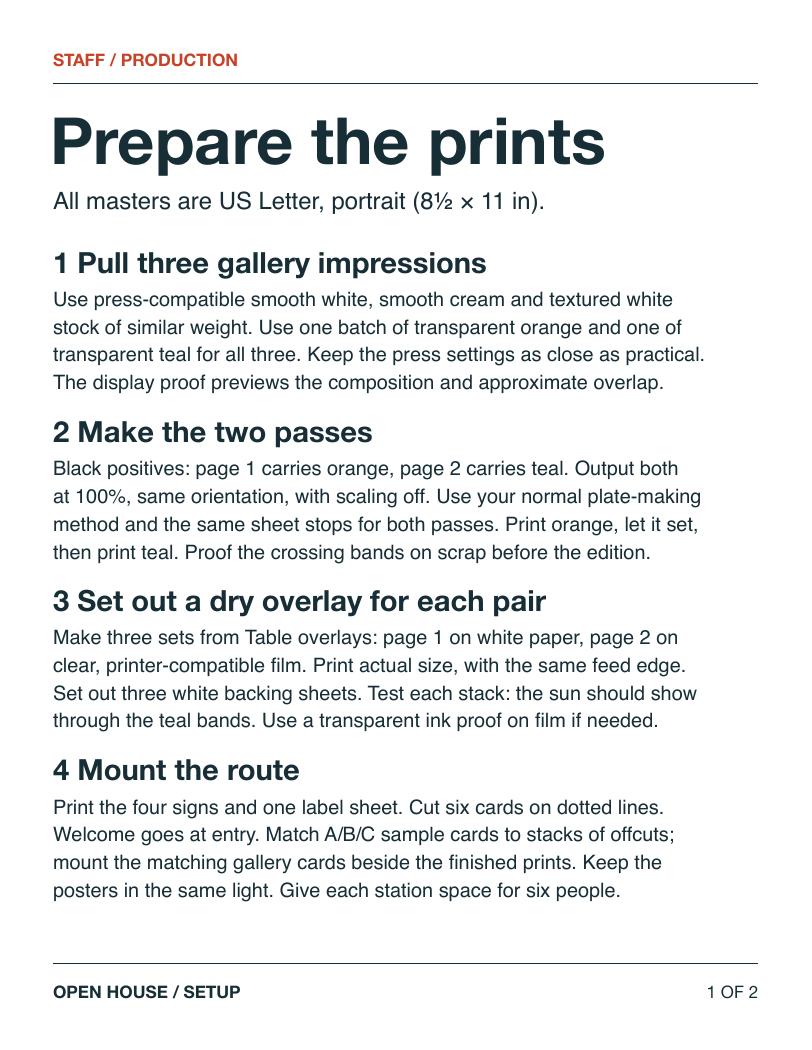 STAFF / PRODUCTION
Prepare the prints
All masters are US Letter, portrait (8½ × 11 in).
1 Pull three gallery impressions
Use press-compatible smooth white, smooth cream and textured white
stock of similar weight. Use one batch of transparent orange and one of
transparent teal for all three. Keep the press settings as close as practical.
The display proof previews the composition and approximate overlap.
2 Make the two passes
Black positives: page 1 carries orange, page 2 carries teal. Output both
at 100%, same orientation, with scaling off. Use your normal plate-making
method and the same sheet stops for both passes. Print orange, let it set,
then print teal. Proof the crossing bands on scrap before the edition.
3 Set out a dry overlay for each pair
Make three sets from Table overlays: page 1 on white paper, page 2 on
clear, printer-compatible film. Print actual size, with the same feed edge.
Set out three white backing sheets. Test each stack: the sun should show
through the teal bands. Use a transparent ink proof on film if needed.
4 Mount the route
Print the four signs and one label sheet. Cut six cards on dotted lines.
Welcome goes at entry. Match A/B/C sample cards to stacks of offcuts;
mount the matching gallery cards beside the finished prints. Keep the
posters in the same light. Give each station space for six people.
OPEN HOUSE / SETUP
1 OF 2